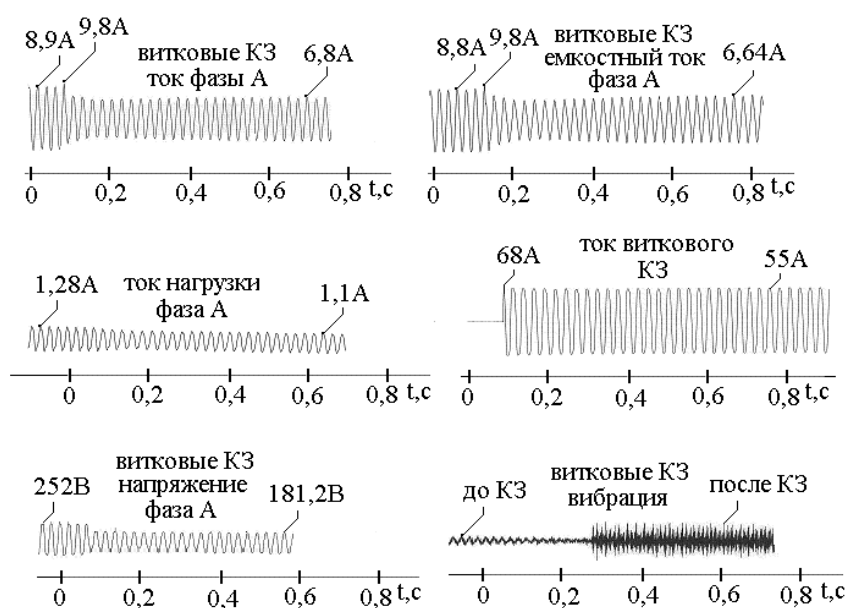 8,9А
9,8А
витковые КЗ
ток фазы А
6,8А
0 0,2 0,4 0,6 0,8 t,c
8,8А
9,8А
витковые КЗ
емкостный ток
фаза А
6,64А
0 0,2 0,4 0,6 0,8 t,c
1,28А
ток нагрузки
фаза А
1,1А
0 0,2 0,4 0,6 0,8 t,c
68А
ток виткового
КЗ
55А
0 0,2 0,4 0,6 0,8 t,c
252В
витковые КЗ
напряжение
фаза А
181,2В
0 0,2 0,4 0,6 0,8 t,c
до КЗ
витковые КЗ
вибрация
после КЗ
0 0,2 0,4 0,6 0,8 t,c